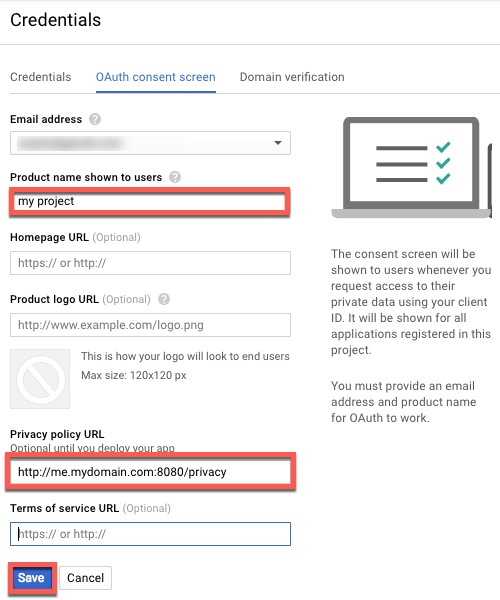 Credentials
Credentials OAuth consent screen Domain verification
Email address ?
Product name shown to users ?
my project
Homepage URL (Optional)
https:// or http://
Product logo URL (Optional) ?
http://www.example.com/logo.png
This is how your logo will look to end users
Max size: 120x120 px
Privacy policy URL
Optional until you deploy your app
http://me.mydomain.com:8080/privacy
Terms of service URL (Optional)
https:// or http://
Save Cancel
The consent screen will be
shown to users whenever you
request access to their
private data using your client
ID. It will be shown for all
applications registered in this
project.
You must provide an email
address and product name
for OAuth to work.